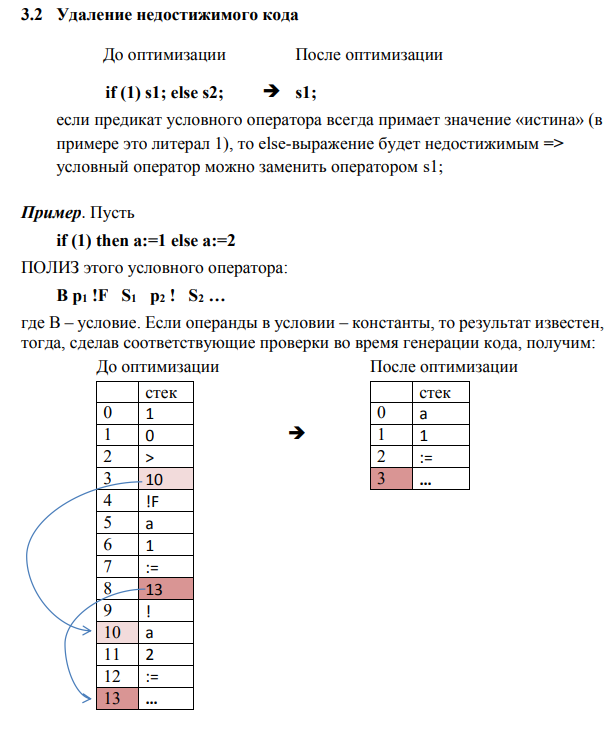 3.2 Удаление недостижимого кода
До оптимизации После оптимизации
if (1) s1; else s2; ➔ s1;
если предикат условного оператора всегда примает значение «истина» (в
примере это литерал 1), то else-выражение будет недостижимым =>
условный оператор можно заменить оператором s1;
Пример. Пусть
if (1) then a:=1 else a:=2
ПОЛИЗ этого условного оператора:
B p1 !F S1 p2 ! S2 …
где B – условие. Если операнды в условии – константы, то результат известен,
тогда, сделав соответствующие проверки во время генерации кода, получим:
До оптимизации После оптимизации
стек стек
0 1 0 a
1 0 ➔ 1 1
2 > 2 :=
3 10 3 …
4 !F
5 a
6 1
7 :=
8 13
9 !
10 a
11 2
12 :=
13 …